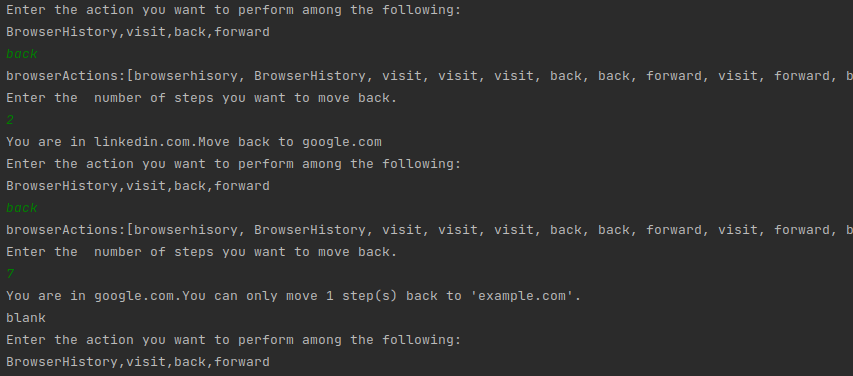 Enter the action you want to perform among the following:
BrowserHistory,visit,back,forward
back
browserActions:[browserhisory, BrowserHistory, visit, visit, visit, back, back, forward, visit, forward, b
Enter the  number of steps you want to move back.
2
You are in linkedin.com.Move back to google.com
Enter the action you want to perform among the following:
BrowserHistory,visit,back,forward
back
browserActions:[browserhisory, BrowserHistory, visit, visit, visit, back, back, forward, visit, forward, b
Enter the  number of steps you want to move back.
7
You are in google.com.You can only move 1 step(s) back to 'example.com'.
blank
Enter the action you want to perform among the following:
BrowserHistory,visit,back,forward